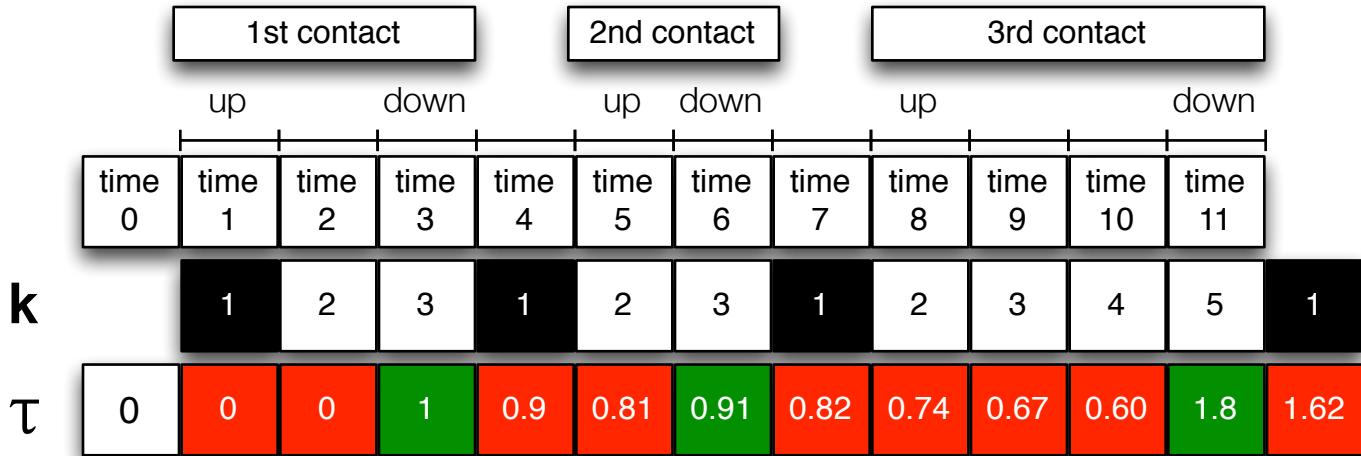 1st contact 2nd contact 3rd contact
up down up down up down
time time time time time time time time time time time time
0 1 2 3 4 5 6 7 8 9 10 11
k 1 2 3 1 2 3 1 2 3 4 5 1
τ 0 0 0 1 0.9 0.81 0.91 0.82 0.74 0.67 0.60 1.8 1.62